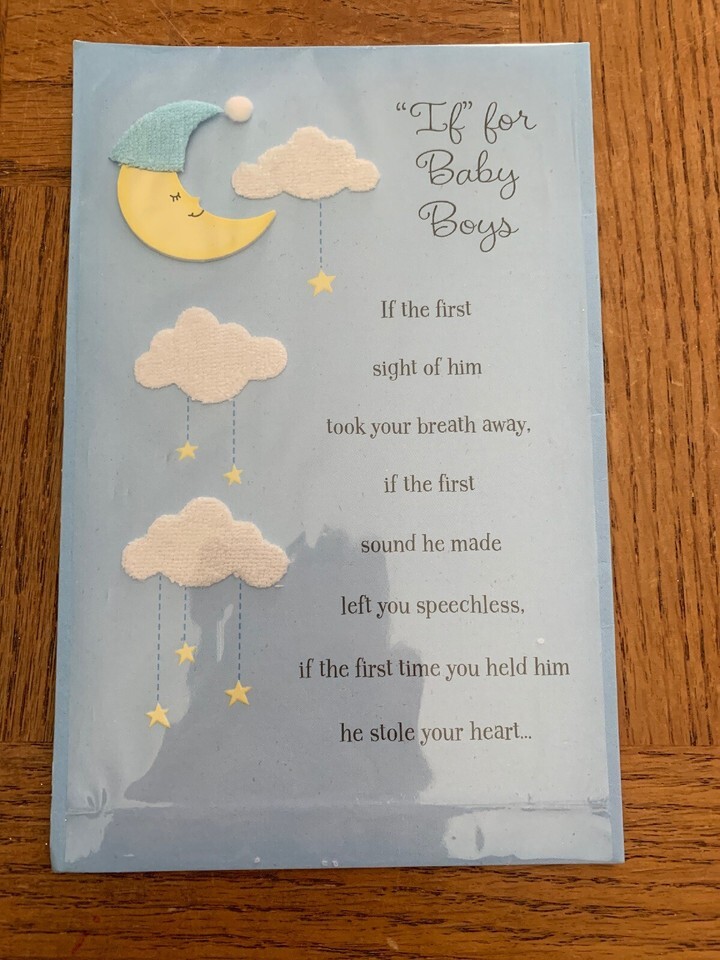 “If” for
Baby
Boys
If the first
sight of him
took your breath away,
if the first
sound he made
left you speechless,
if the first time you held him
he stole your heart...